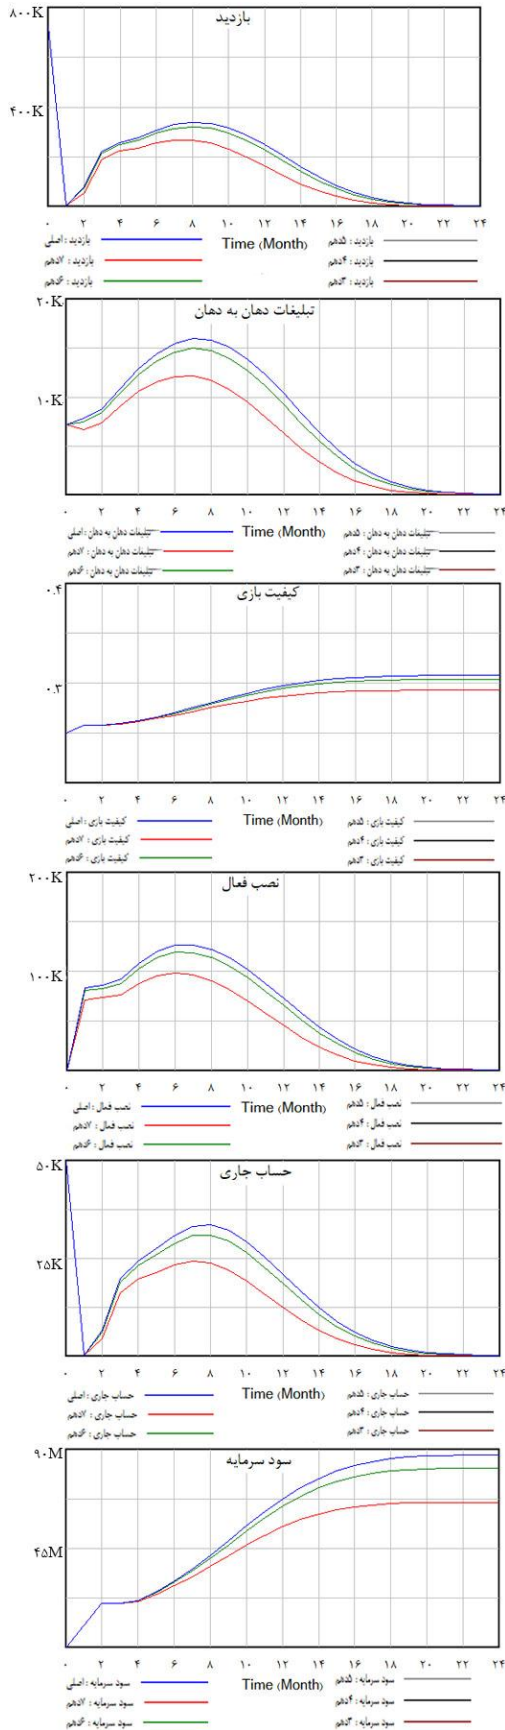 بازدید
۸۰۰K
۴۰۰K
۰ ۲ ۴ ۶ ۸ ۱۰ ۱۲ ۱۴ ۱۶ ۱۸ ۲۰ ۲۲ ۲۴
Time (Month)
بازدید : اصلی
بازدید : ۷دهم
بازدید : ۶دهم
بازدید : ۵دهم
بازدید : ۴دهم
بازدید : ۳دهم
تبلیغات دهان به دهان
۲۰K
۱۰K
۰ ۲ ۴ ۶ ۸ ۱۰ ۱۲ ۱۴ ۱۶ ۱۸ ۲۰ ۲۲ ۲۴
Time (Month)
تبلیغات دهان به دهان : اصلی
تبلیغات دهان به دهان : ۷دهم
تبلیغات دهان به دهان : ۶دهم
تبلیغات دهان به دهان : ۵دهم
تبلیغات دهان به دهان : ۴دهم
تبلیغات دهان به دهان : ۳دهم
کیفیت بازی
۰.۴
۰.۳
۰ ۲ ۴ ۶ ۸ ۱۰ ۱۲ ۱۴ ۱۶ ۱۸ ۲۰ ۲۲ ۲۴
Time (Month)
کیفیت بازی : اصلی
کیفیت بازی : ۷دهم
کیفیت بازی : ۶دهم
کیفیت بازی : ۵دهم
کیفیت بازی : ۴دهم
کیفیت بازی : ۳دهم
نصب فعال
۲۰۰K
۱۰۰K
۰ ۲ ۴ ۶ ۸ ۱۰ ۱۲ ۱۴ ۱۶ ۱۸ ۲۰ ۲۲ ۲۴
Time (Month)
نصب فعال : اصلی
نصب فعال : ۷دهم
نصب فعال : ۶دهم
نصب فعال : ۵دهم
نصب فعال : ۴دهم
نصب فعال : ۳دهم
حساب جاری
۵۰K
۲۵K
۰ ۲ ۴ ۶ ۸ ۱۰ ۱۲ ۱۴ ۱۶ ۱۸ ۲۰ ۲۲ ۲۴
Time (Month)
حساب جاری : اصلی
حساب جاری : ۷دهم
حساب جاری : ۶دهم
حساب جاری : ۵دهم
حساب جاری : ۴دهم
حساب جاری : ۳دهم
سود سرمایه
۹۰M
۴۵M
۰ ۲ ۴ ۶ ۸ ۱۰ ۱۲ ۱۴ ۱۶ ۱۸ ۲۰ ۲۲ ۲۴
Time (Month)
سود سرمایه : اصلی
سود سرمایه : ۷دهم
سود سرمایه : ۶دهم
سود سرمایه : ۵دهم
سود سرمایه : ۴دهم
سود سرمایه : ۳دهم